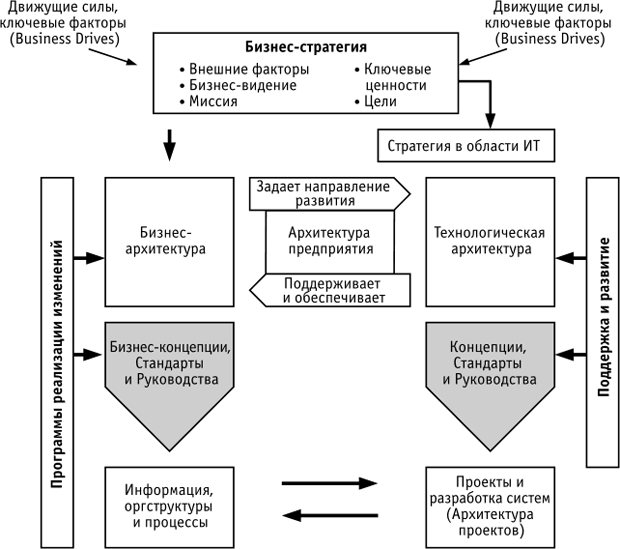 Движущие силы,
ключевые факторы
(Business Drives)
Движущие силы,
ключевые факторы
(Business Drives)
Бизнес-стратегия
• Внешние факторы
• Бизнес-видение
• Миссия
• Ключевые
ценности
• Цели
Стратегия в области ИТ
Задает направление
развития
Бизнес-
архитектура
Архитектура
предприятия
Технологическая
архитектура
Поддерживает
и обеспечивает
Программы реализации изменений
Поддержка и развитие
Бизнес-концепции,
Стандарты
и Руководства
Концепции,
Стандарты
и Руководства
Информация,
оргструктуры
и процессы
Проекты и
разработка систем
(Архитектура
проектов)